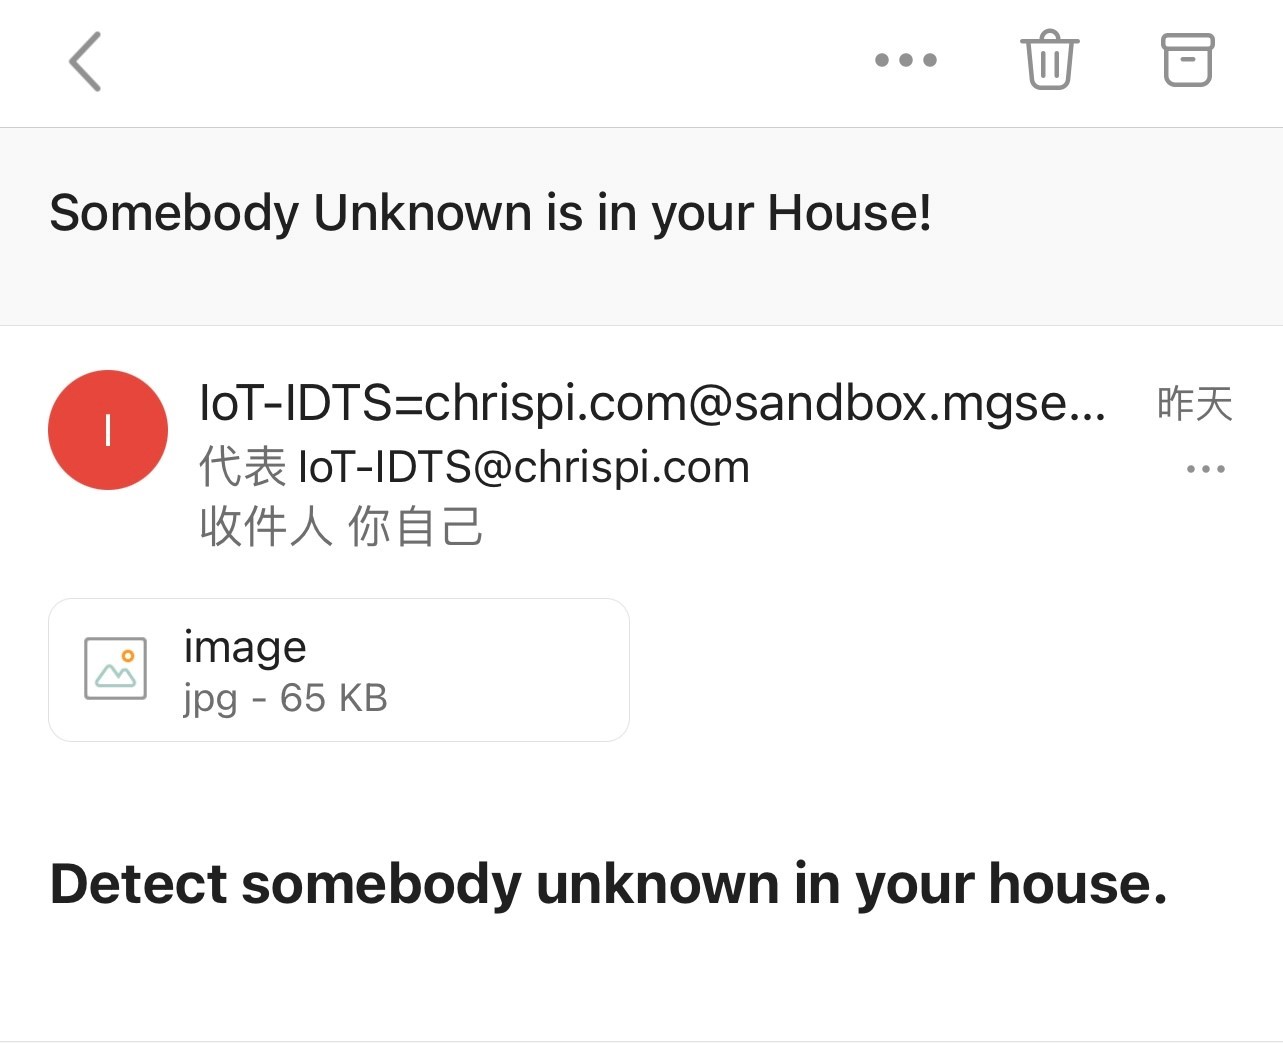 Somebody Unknown is in your House!
I
IoT-IDTS=chrispi.com@sandbox.mgse...
昨天
代表 IoT-IDTS@chrispi.com
收件人 你自己
image
jpg - 65 KB
Detect somebody unknown in your house.